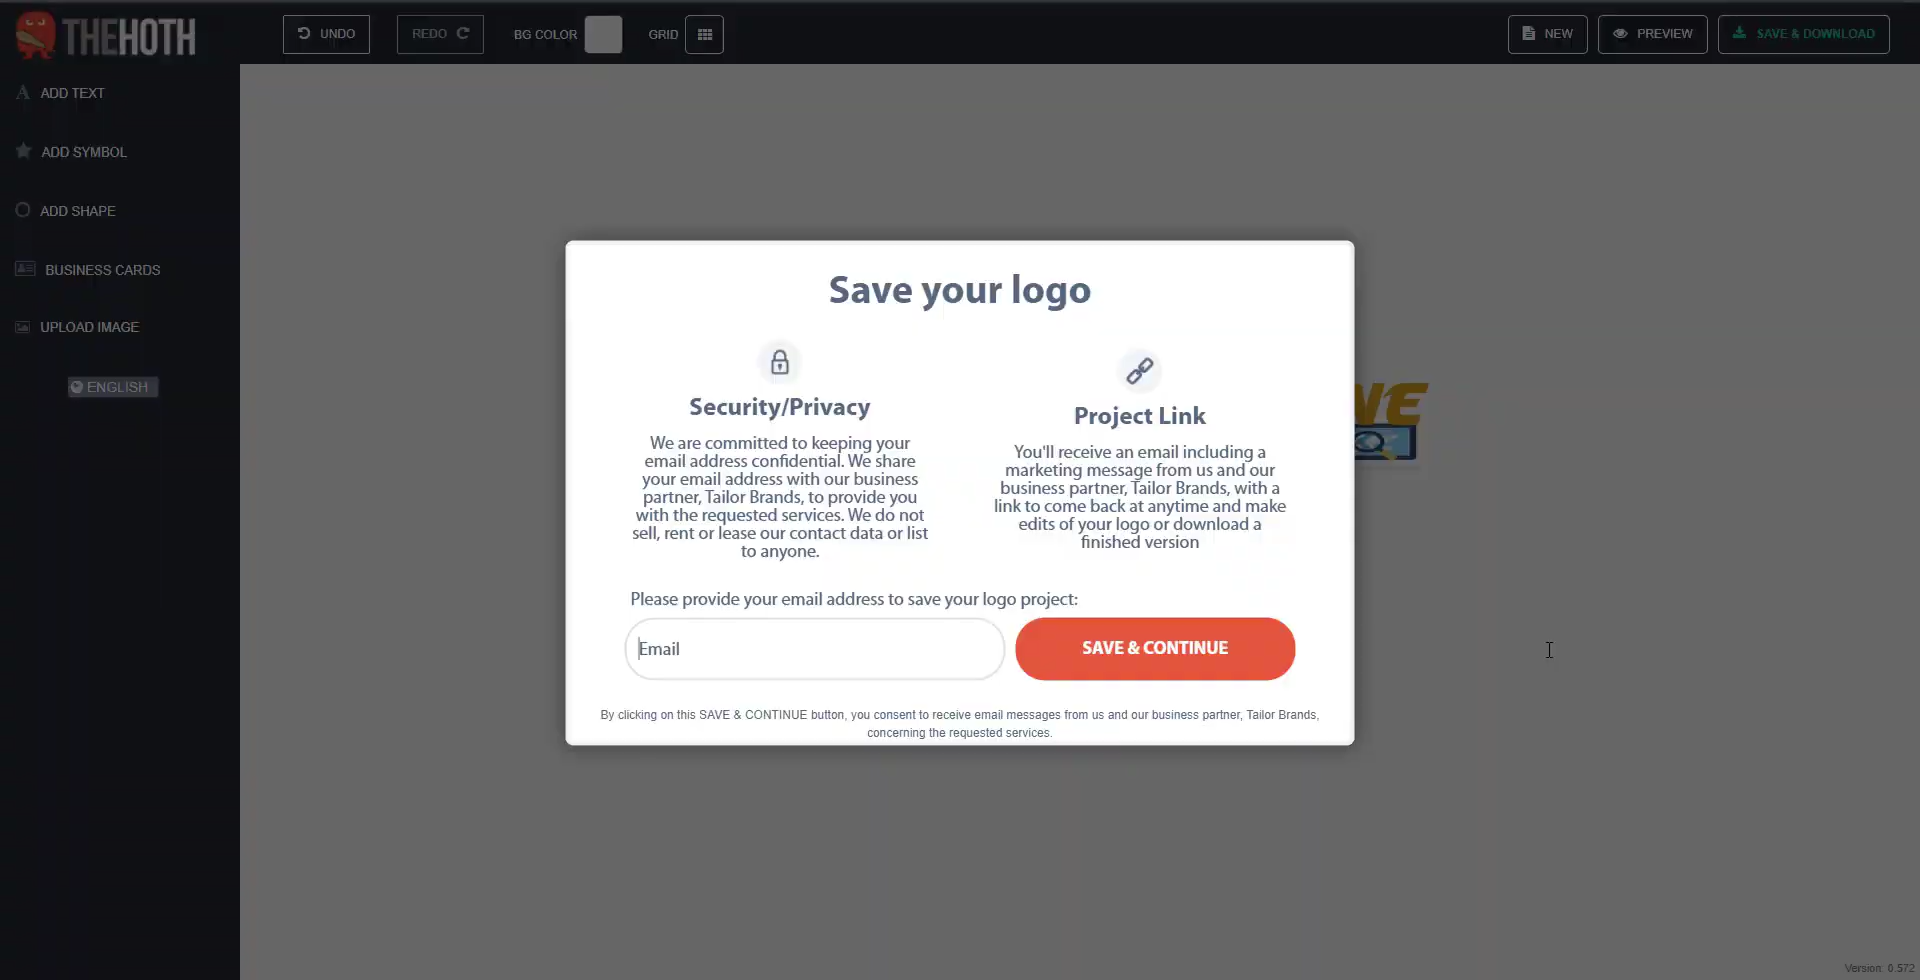 THEHOTH
UNDO
REDO
BG COLOR
GRID
NEW
PREVIEW
SAVE & DOWNLOAD
ADD TEXT
ADD SYMBOL
ADD SHAPE
BUSINESS CARDS
UPLOAD IMAGE
ENGLISH
Save your logo
Security/Privacy
We are committed to keeping your
email address confidential. We share
your email address with our business
partner, Tailor Brands, to provide you
with the requested services. We do not
sell, rent or lease our contact data or list
to anyone.
Project Link
You'll receive an email including a
marketing message from us and our
business partner, Tailor Brands, with a
link to come back at anytime and make
edits of your logo or download a
finished version
Please provide your email address to save your logo project:
Email
SAVE & CONTINUE
By clicking on this SAVE & CONTINUE button, you consent to receive email messages from us and our business partner, Tailor Brands,
concerning the requested services.
Version: 0.572